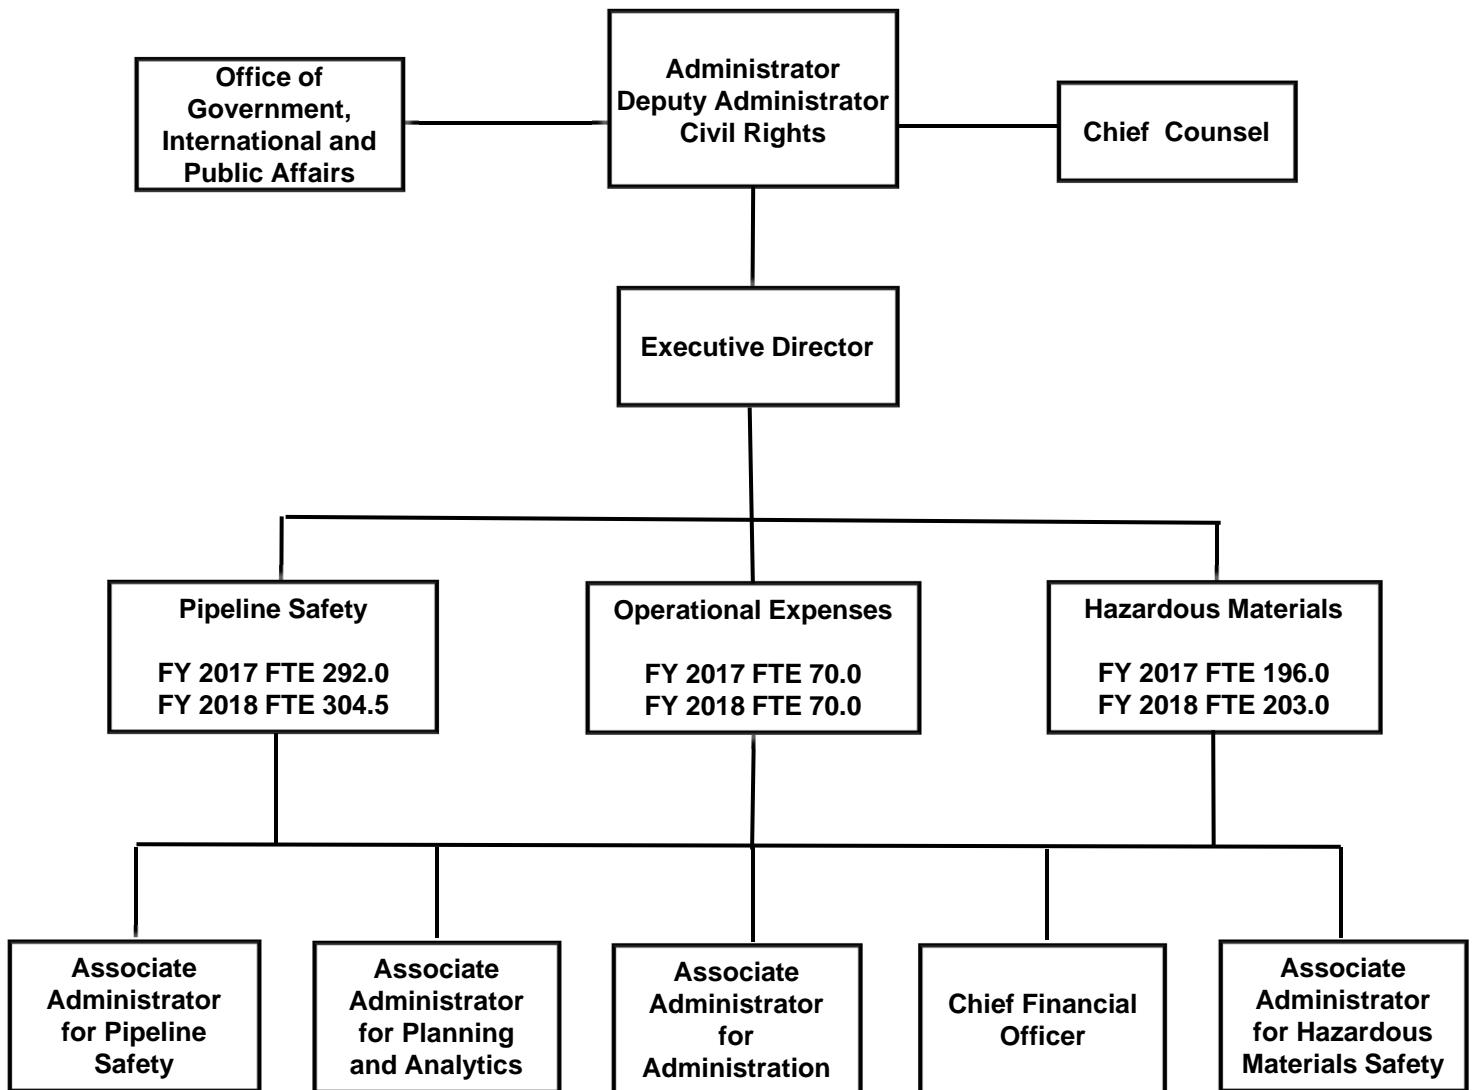 Office of
Government,
International and
Public Affairs
Administrator
Deputy Administrator
Civil Rights
Chief  Counsel
Executive Director
Pipeline Safety
FY 2017 FTE 292.0
FY 2018 FTE 304.5
Operational Expenses
FY 2017 FTE 70.0
FY 2018 FTE 70.0
Hazardous Materials
FY 2017 FTE 196.0
FY 2018 FTE 203.0
Associate
Administrator
for Pipeline
Safety
Associate
Administrator
for Planning
and Analytics
Associate
Administrator
for
Administration
Chief Financial
Officer
Associate
Administrator
for Hazardous
Materials Safety